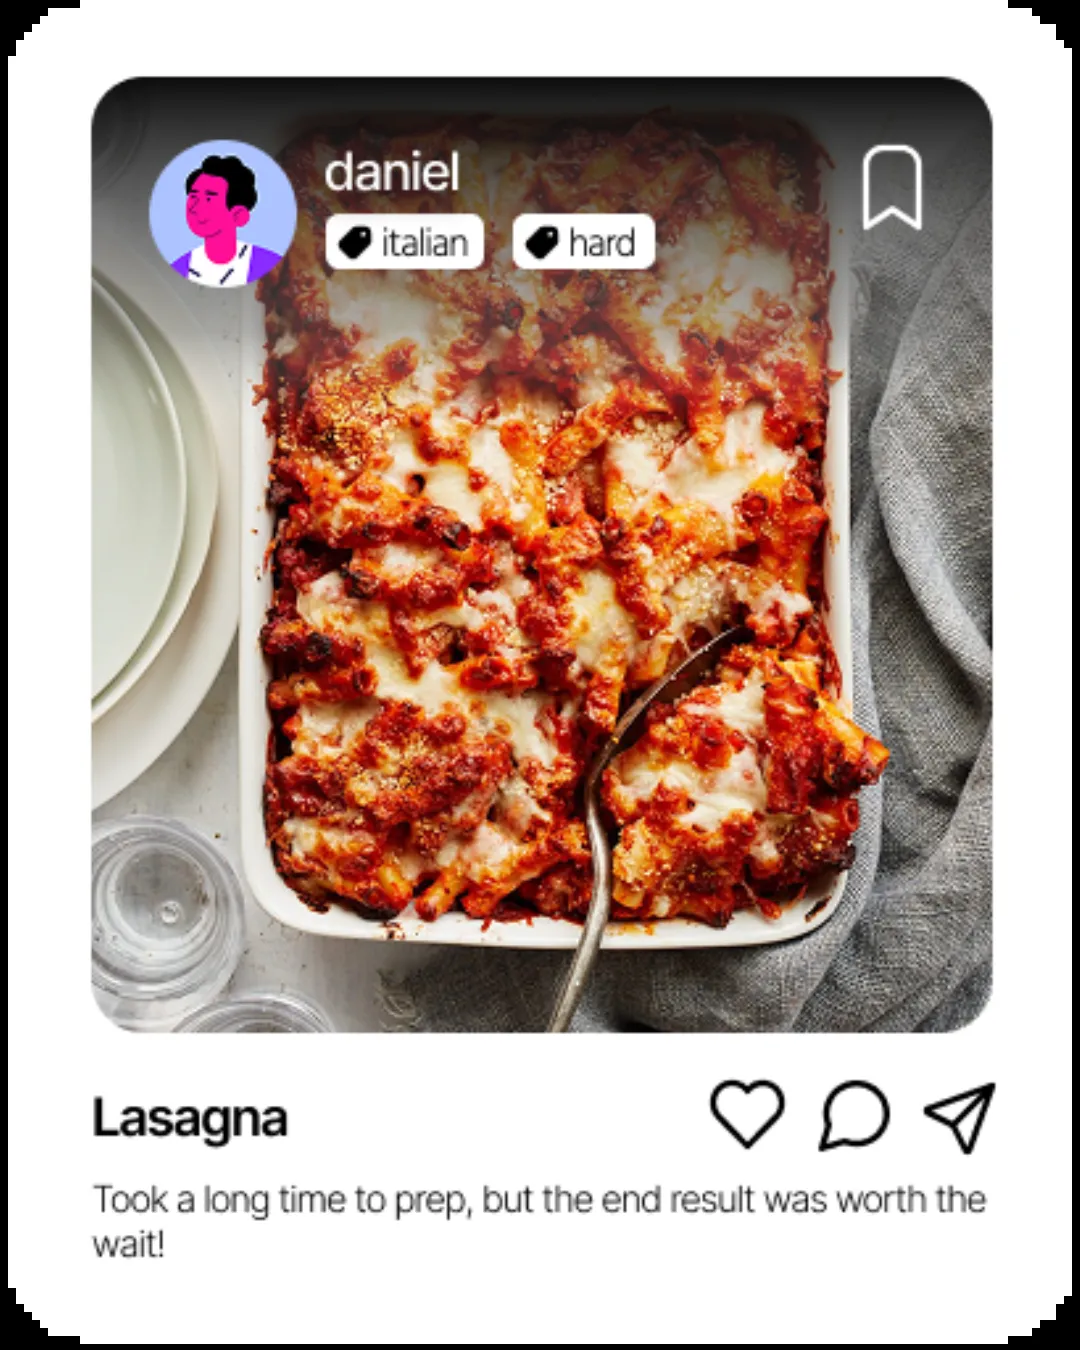 daniel
italian hard
Lasagna
Took a long time to prep, but the end result was worth the
wait!